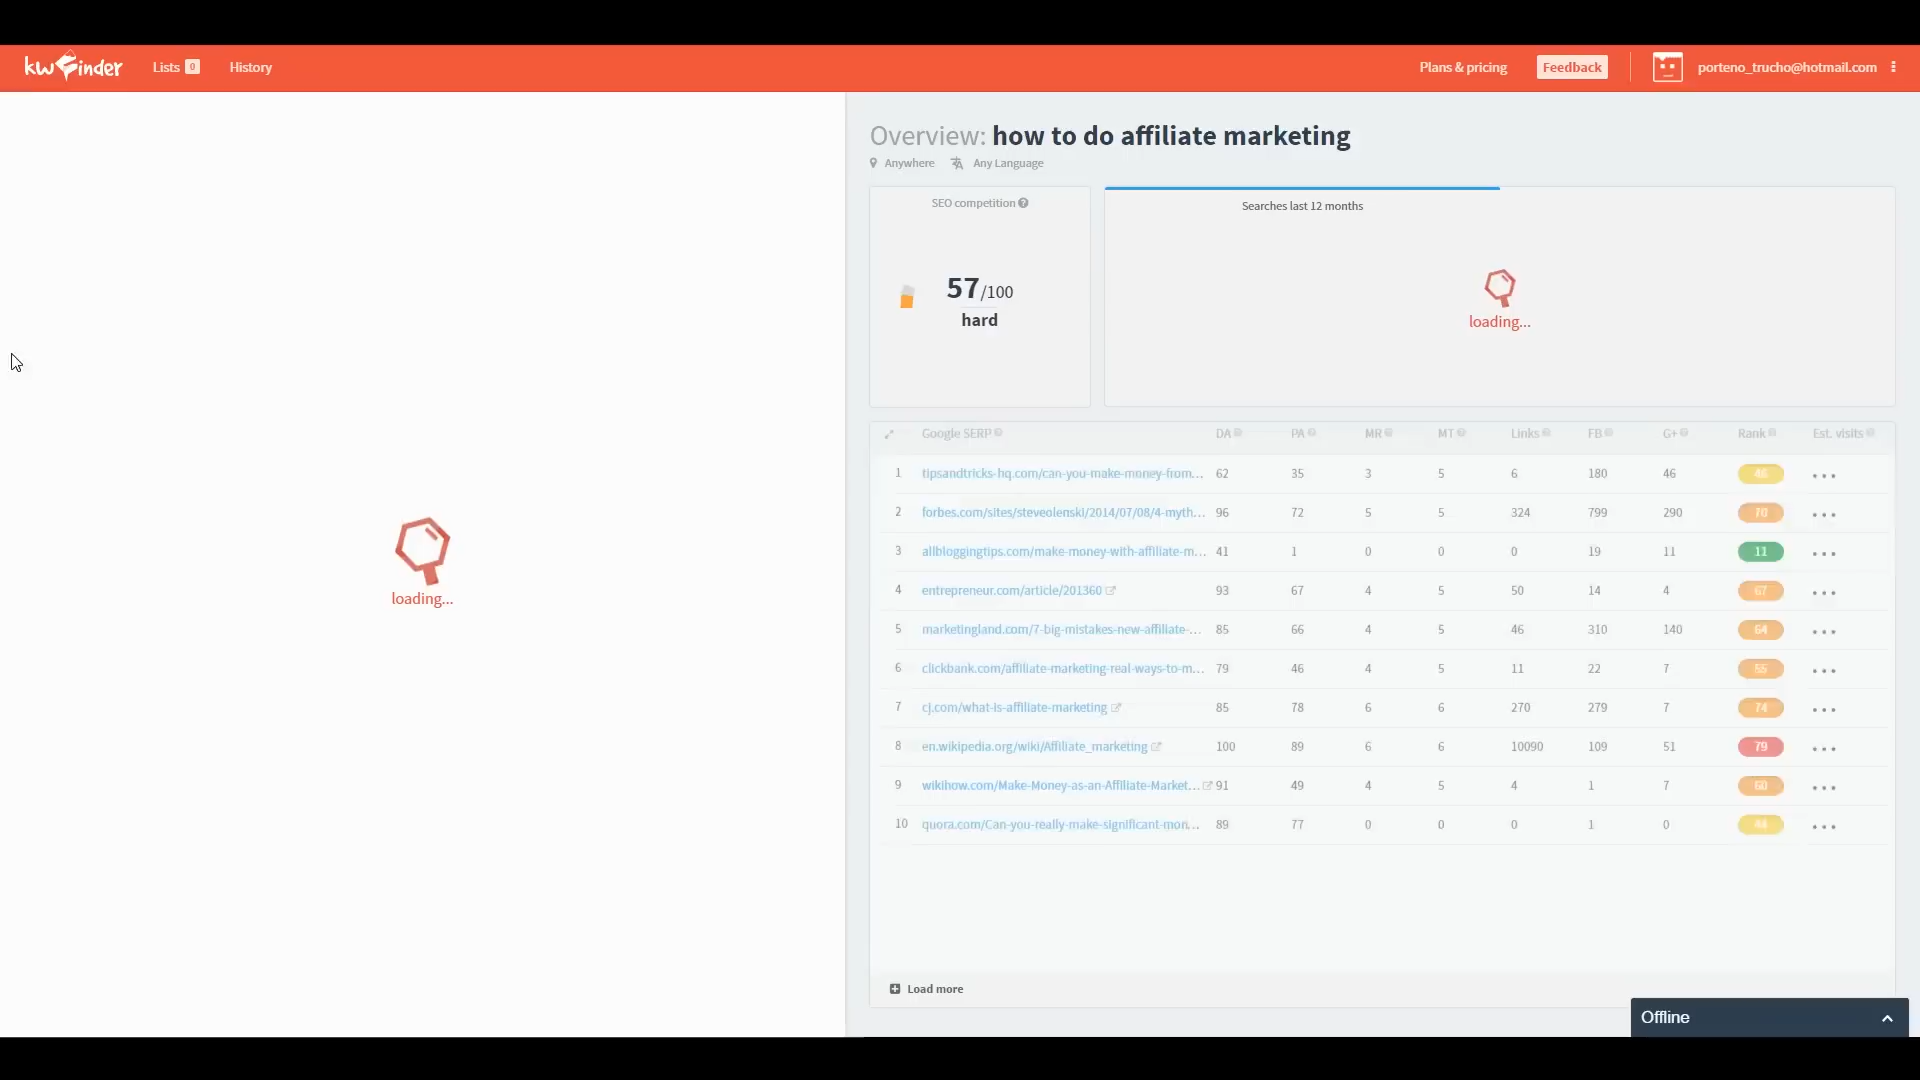 kwfinder Lists 0 History Plans & pricing Feedback porteno_trucho@hotmail.com
loading...
Overview: how to do affiliate marketing
Anywhere Any Language
SEO competition
57/100
hard
Searches last 12 months
loading...
Google SERP DA PA MR MT Links FB G+ Rank Est. visits
1 tipsandtricks-hq.com/can-you-make-money-from... 62 35 3 5 6 180 46
2 forbes.com/sites/steveolenski/2014/07/08/4-myth... 96 72 5 5 324 799 290 70
3 allbloggingtips.com/make-money-with-affiliate-m... 41 1 0 0 0 19 11 11
4 entrepreneur.com/article/201360 93 67 4 5 50 14 4 67
5 marketingland.com/7-big-mistakes-new-affiliate-... 85 66 4 5 46 310 140 64
6 clickbank.com/affiliate-marketing-real-ways-to-m... 79 46 4 5 11 22 7 55
7 cj.com/what-is-affiliate-marketing 85 78 6 6 270 279 7 74
8 en.wikipedia.org/wiki/Affiliate_marketing 100 89 6 6 10090 109 51 79
9 wikihow.com/Make-Money-as-an-Affiliate-Market... 91 49 4 5 4 1 7 60
10 quora.com/Can-you-really-make-significant-mon... 89 77 0 0 0 1 0
Load more
Offline